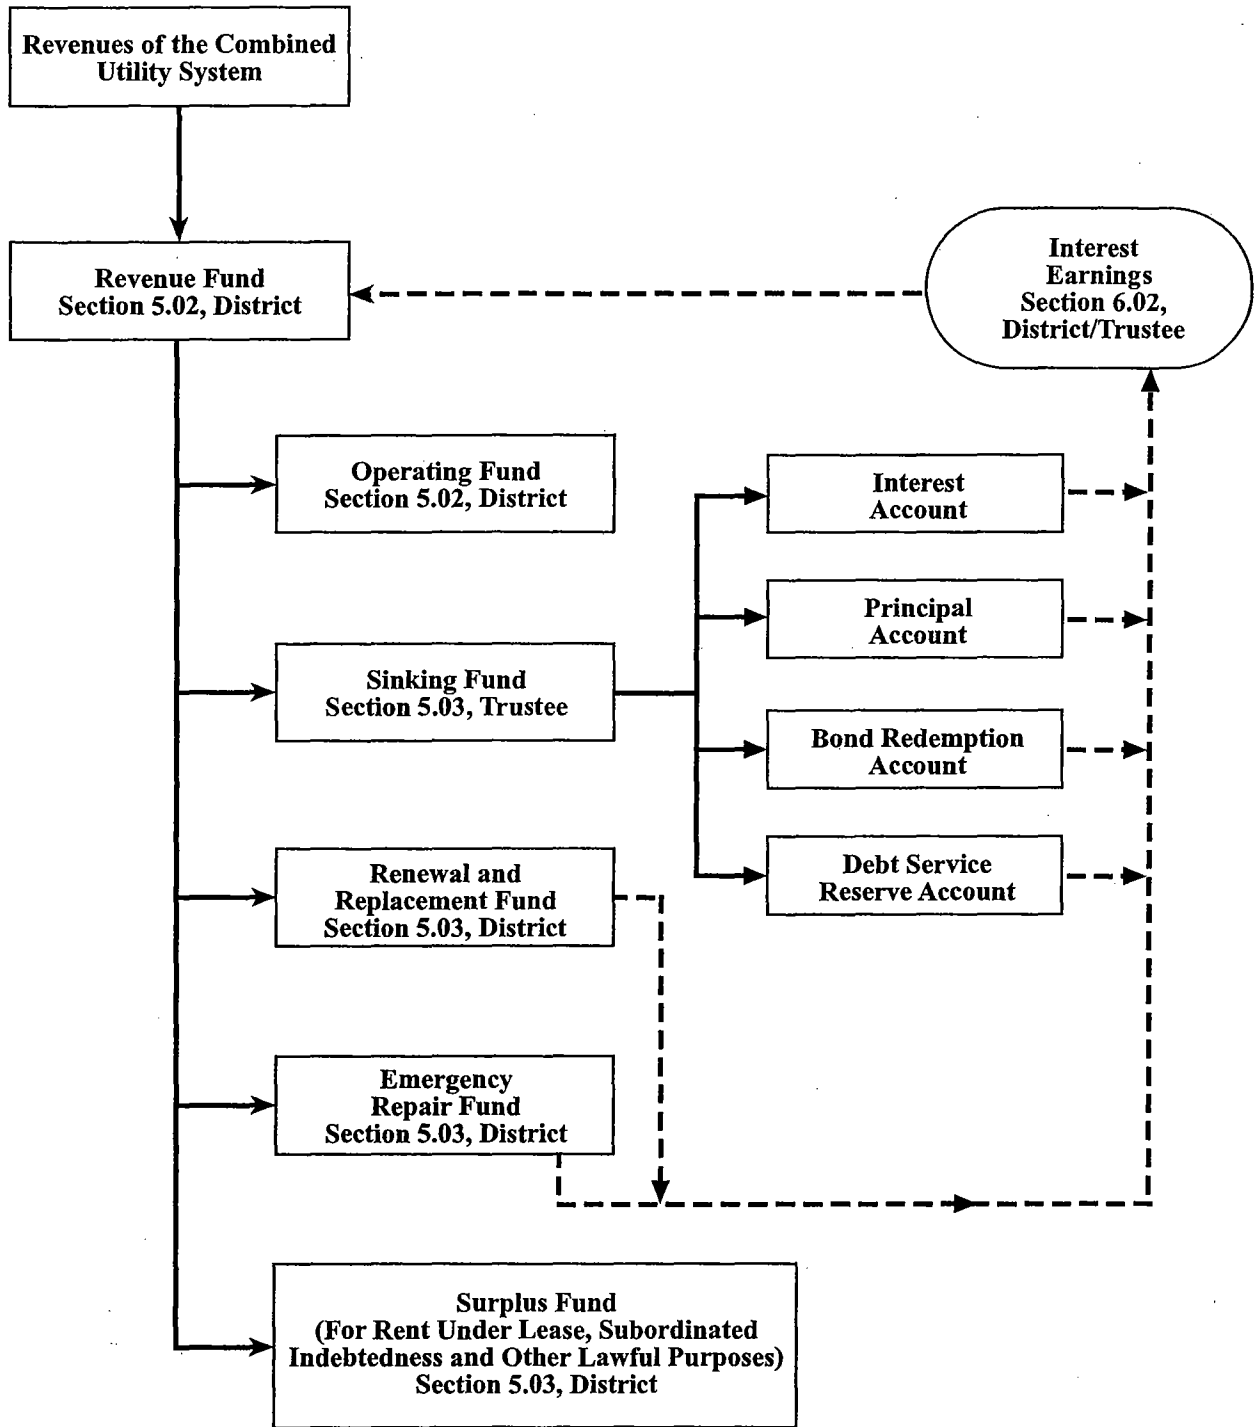 Revenues of the Combined
Utility System
Revenue Fund
Section 5.02, District
Interest
Earnings
Section 6.02,
District/Trustee
Operating Fund
Section 5.02, District
Interest
Account
Principal
Account
Sinking Fund
Section 5.03, Trustee
Bond Redemption
Account
Debt Service
Reserve Account
Renewal and
Replacement Fund
Section 5.03, District
Emergency
Repair Fund
Section 5.03, District
Surplus Fund
(For Rent Under Lease, Subordinated
Indebtedness and Other Lawful Purposes)
Section 5.03, District